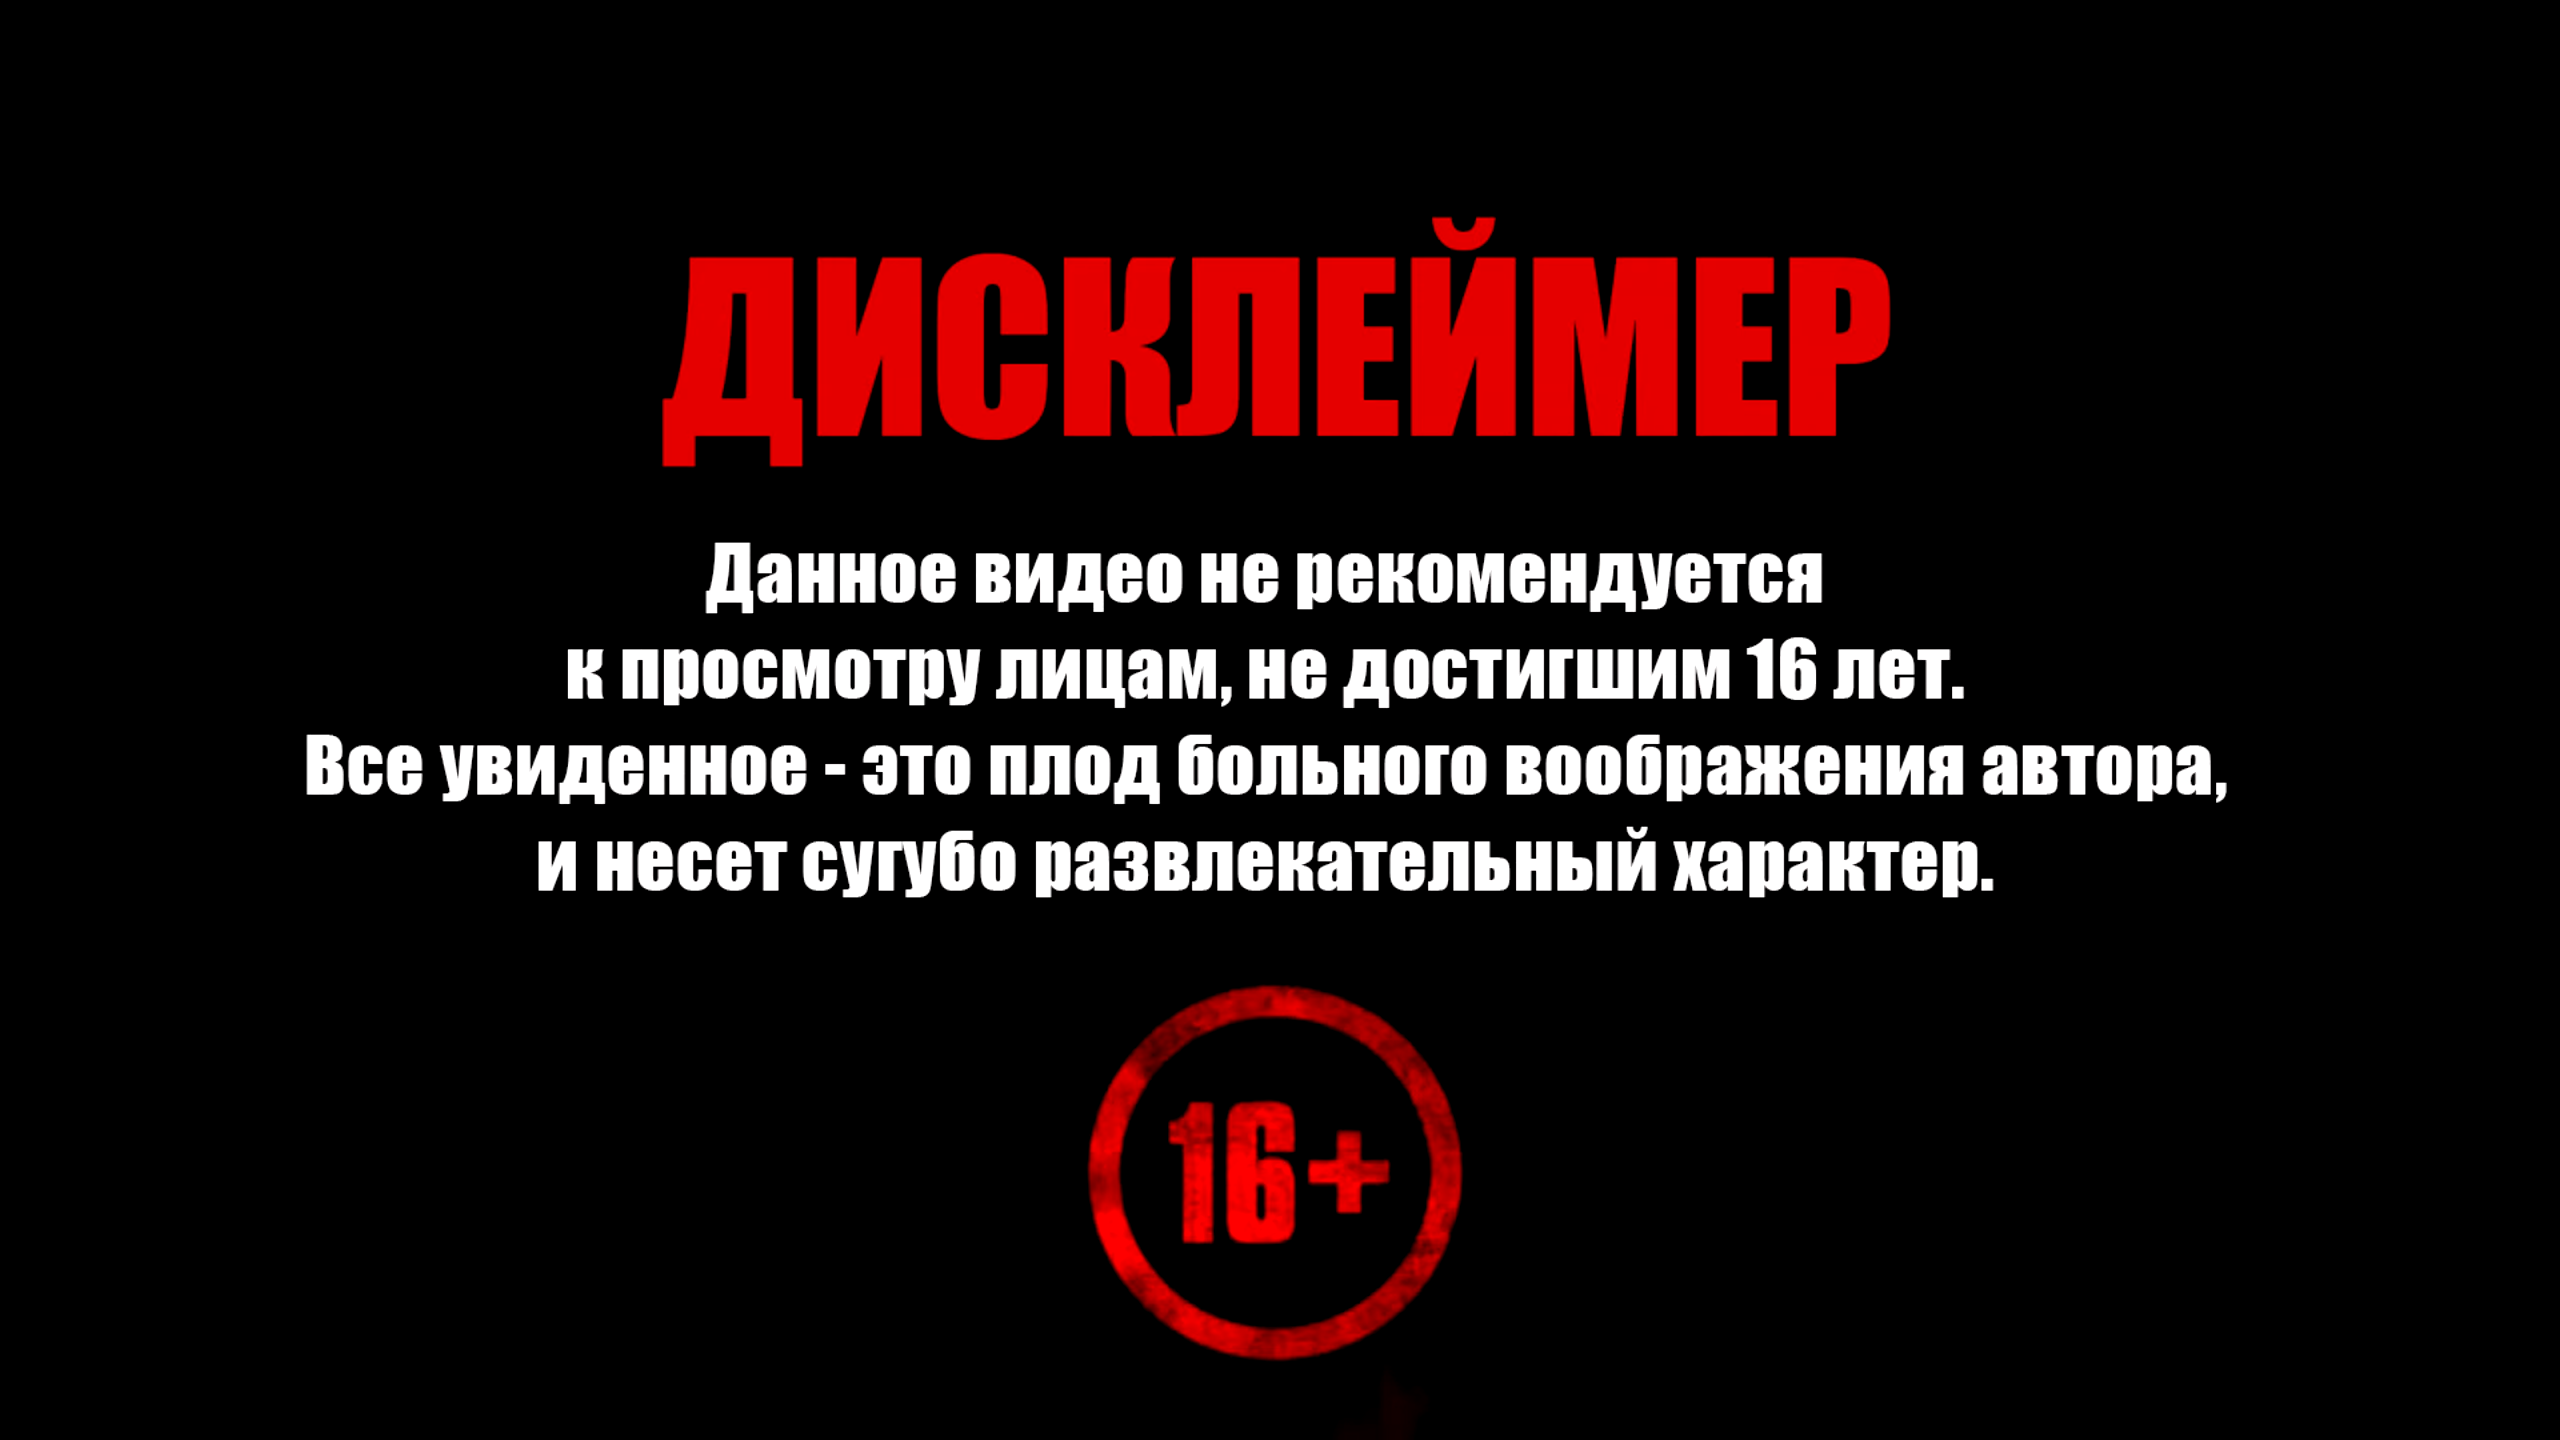 ДИСКЛЕЙМЕР
Данное видео не рекомендуется
к просмотру лицам, не достигшим 16 лет.
Все увиденное - это плод больного воображения автора,
и несет сугубо развлекательный характер.
16+